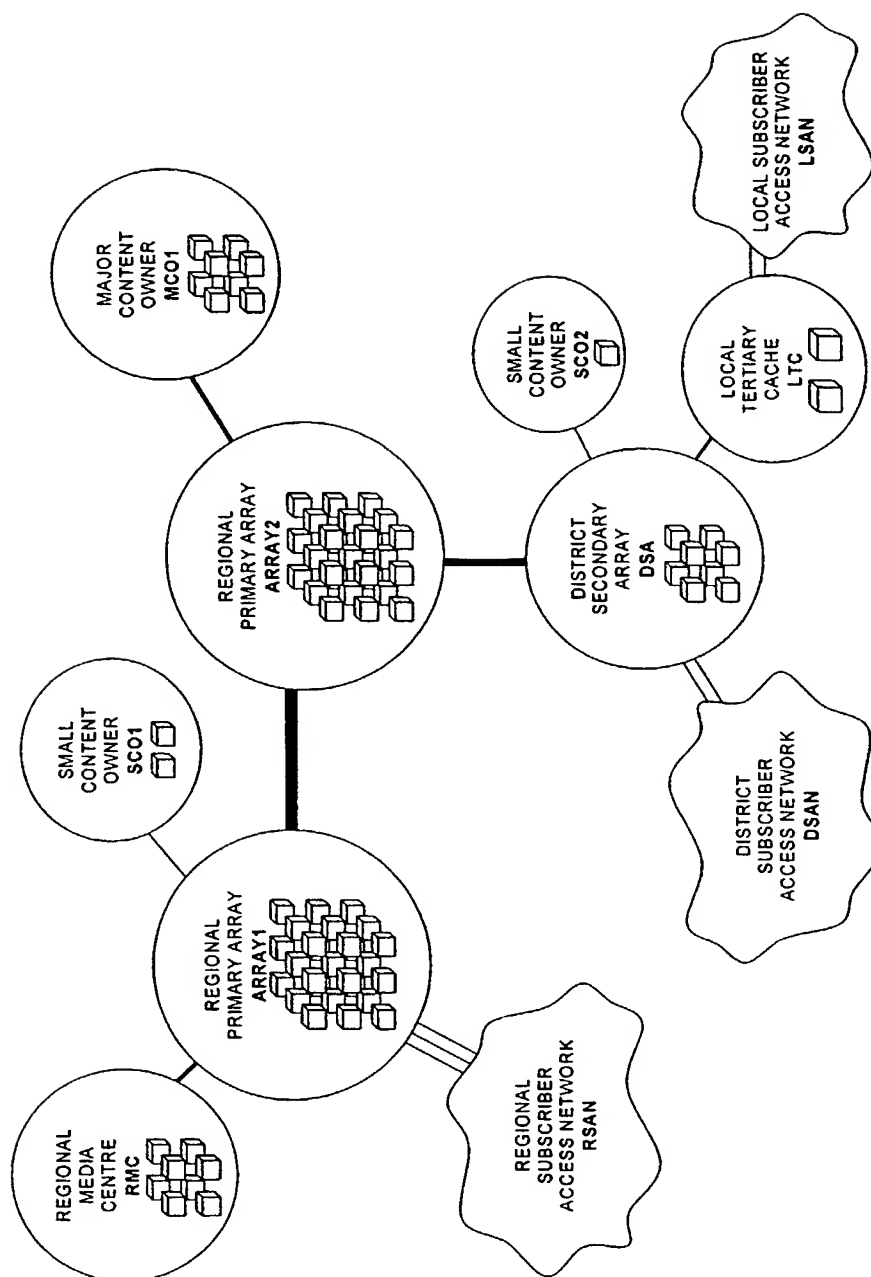 REGIONAL
MEDIA
CENTRE
RMC
SMALL
CONTENT
OWNER
SCO1
MAJOR
CONTENT
OWNER
MCO1
REGIONAL
PRIMARY ARRAY
ARRAY1
REGIONAL
PRIMARY ARRAY
ARRAY2
SMALL
CONTENT
OWNER
SCO2
REGIONAL
SUBSCRIBER
ACCESS NETWORK
RSAN
DISTRICT
SECONDARY
ARRAY
DSA
LOCAL
TERTIARY
CACHE
LTC
LOCAL SUBSCRIBER
ACCESS NETWORK
LSAN
DISTRICT
SUBSCRIBER
ACCESS NETWORK
DSAN